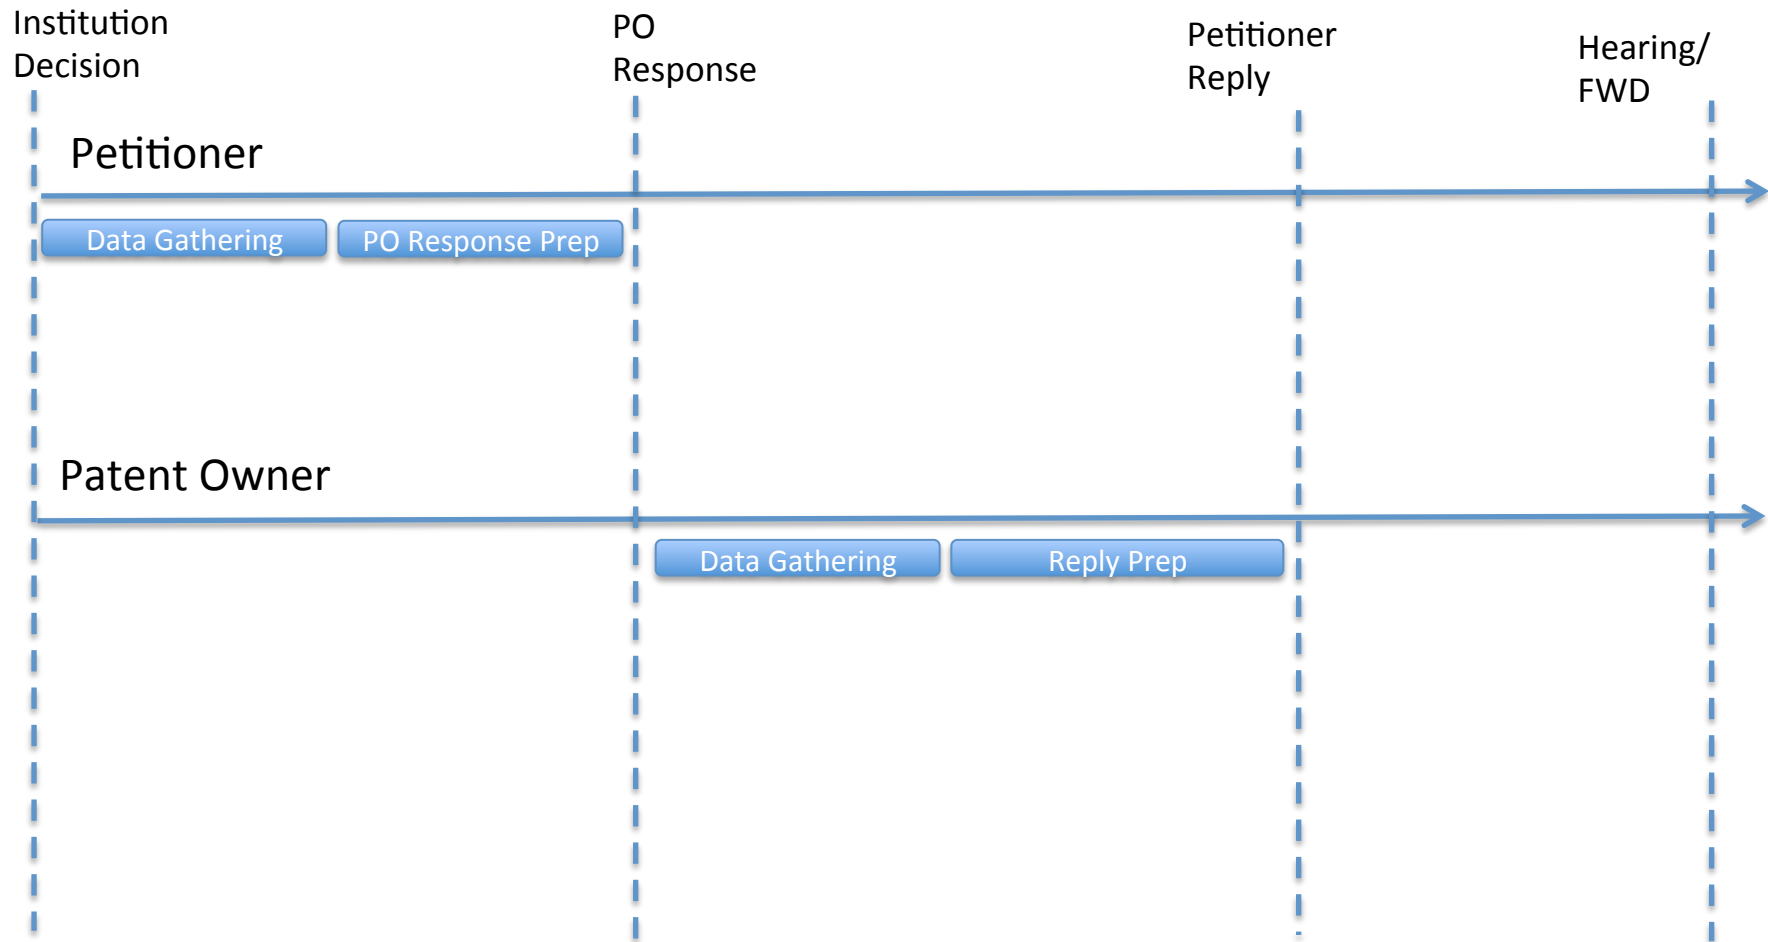 Institution
Decision
PO
Response
Petitioner
Reply
Hearing/
FWD
Petitioner
Data Gathering
PO Response Prep
Patent Owner
Data Gathering
Reply Prep